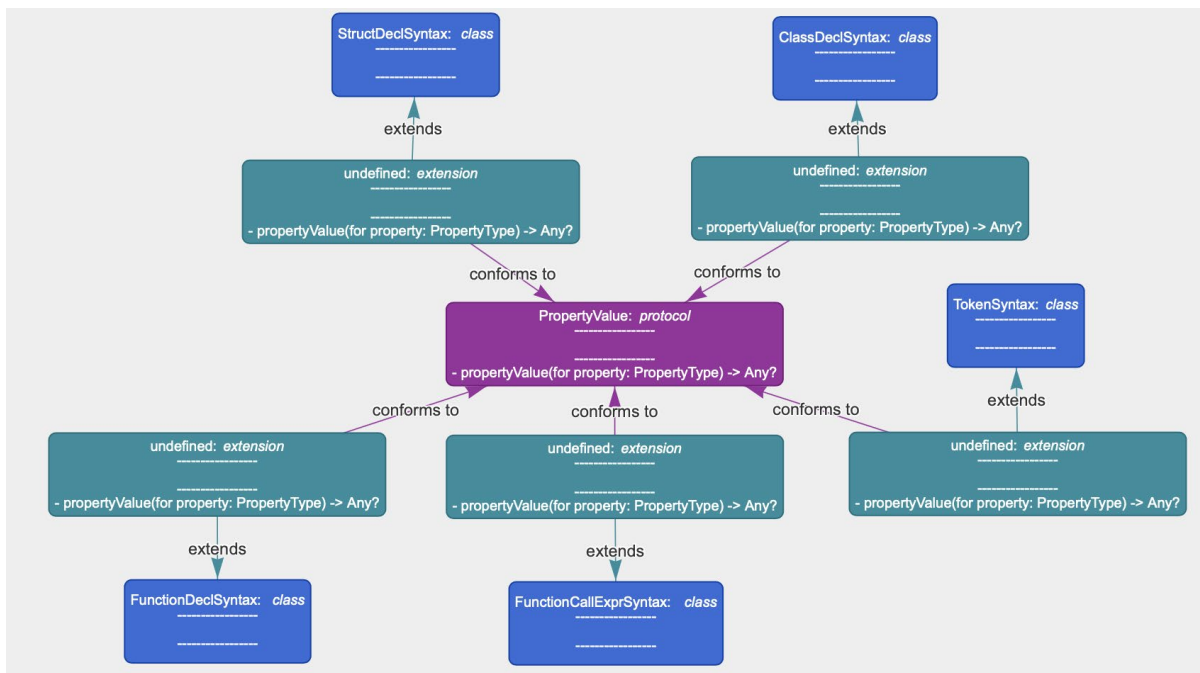 StructDeclSyntax: class
-----------------
-----------------
ClassDeclSyntax: class
-----------------
-----------------
extends
extends
undefined: extension
-----------------
-----------------
- propertyValue(for property: PropertyType) -> Any?
undefined: extension
-----------------
-----------------
- propertyValue(for property: PropertyType) -> Any?
conforms to
conforms to
PropertyValue: protocol
-----------------
-----------------
- propertyValue(for property: PropertyType) -> Any?
TokenSyntax: class
-----------------
-----------------
extends
conforms to
conforms to
conforms to
undefined: extension
-----------------
-----------------
- propertyValue(for property: PropertyType) -> Any?
undefined: extension
-----------------
-----------------
- propertyValue(for property: PropertyType) -> Any?
undefined: extension
-----------------
-----------------
- propertyValue(for property: PropertyType) -> Any?
extends
extends
FunctionDeclSyntax: class
-----------------
-----------------
FunctionCallExprSyntax: class
-----------------
-----------------